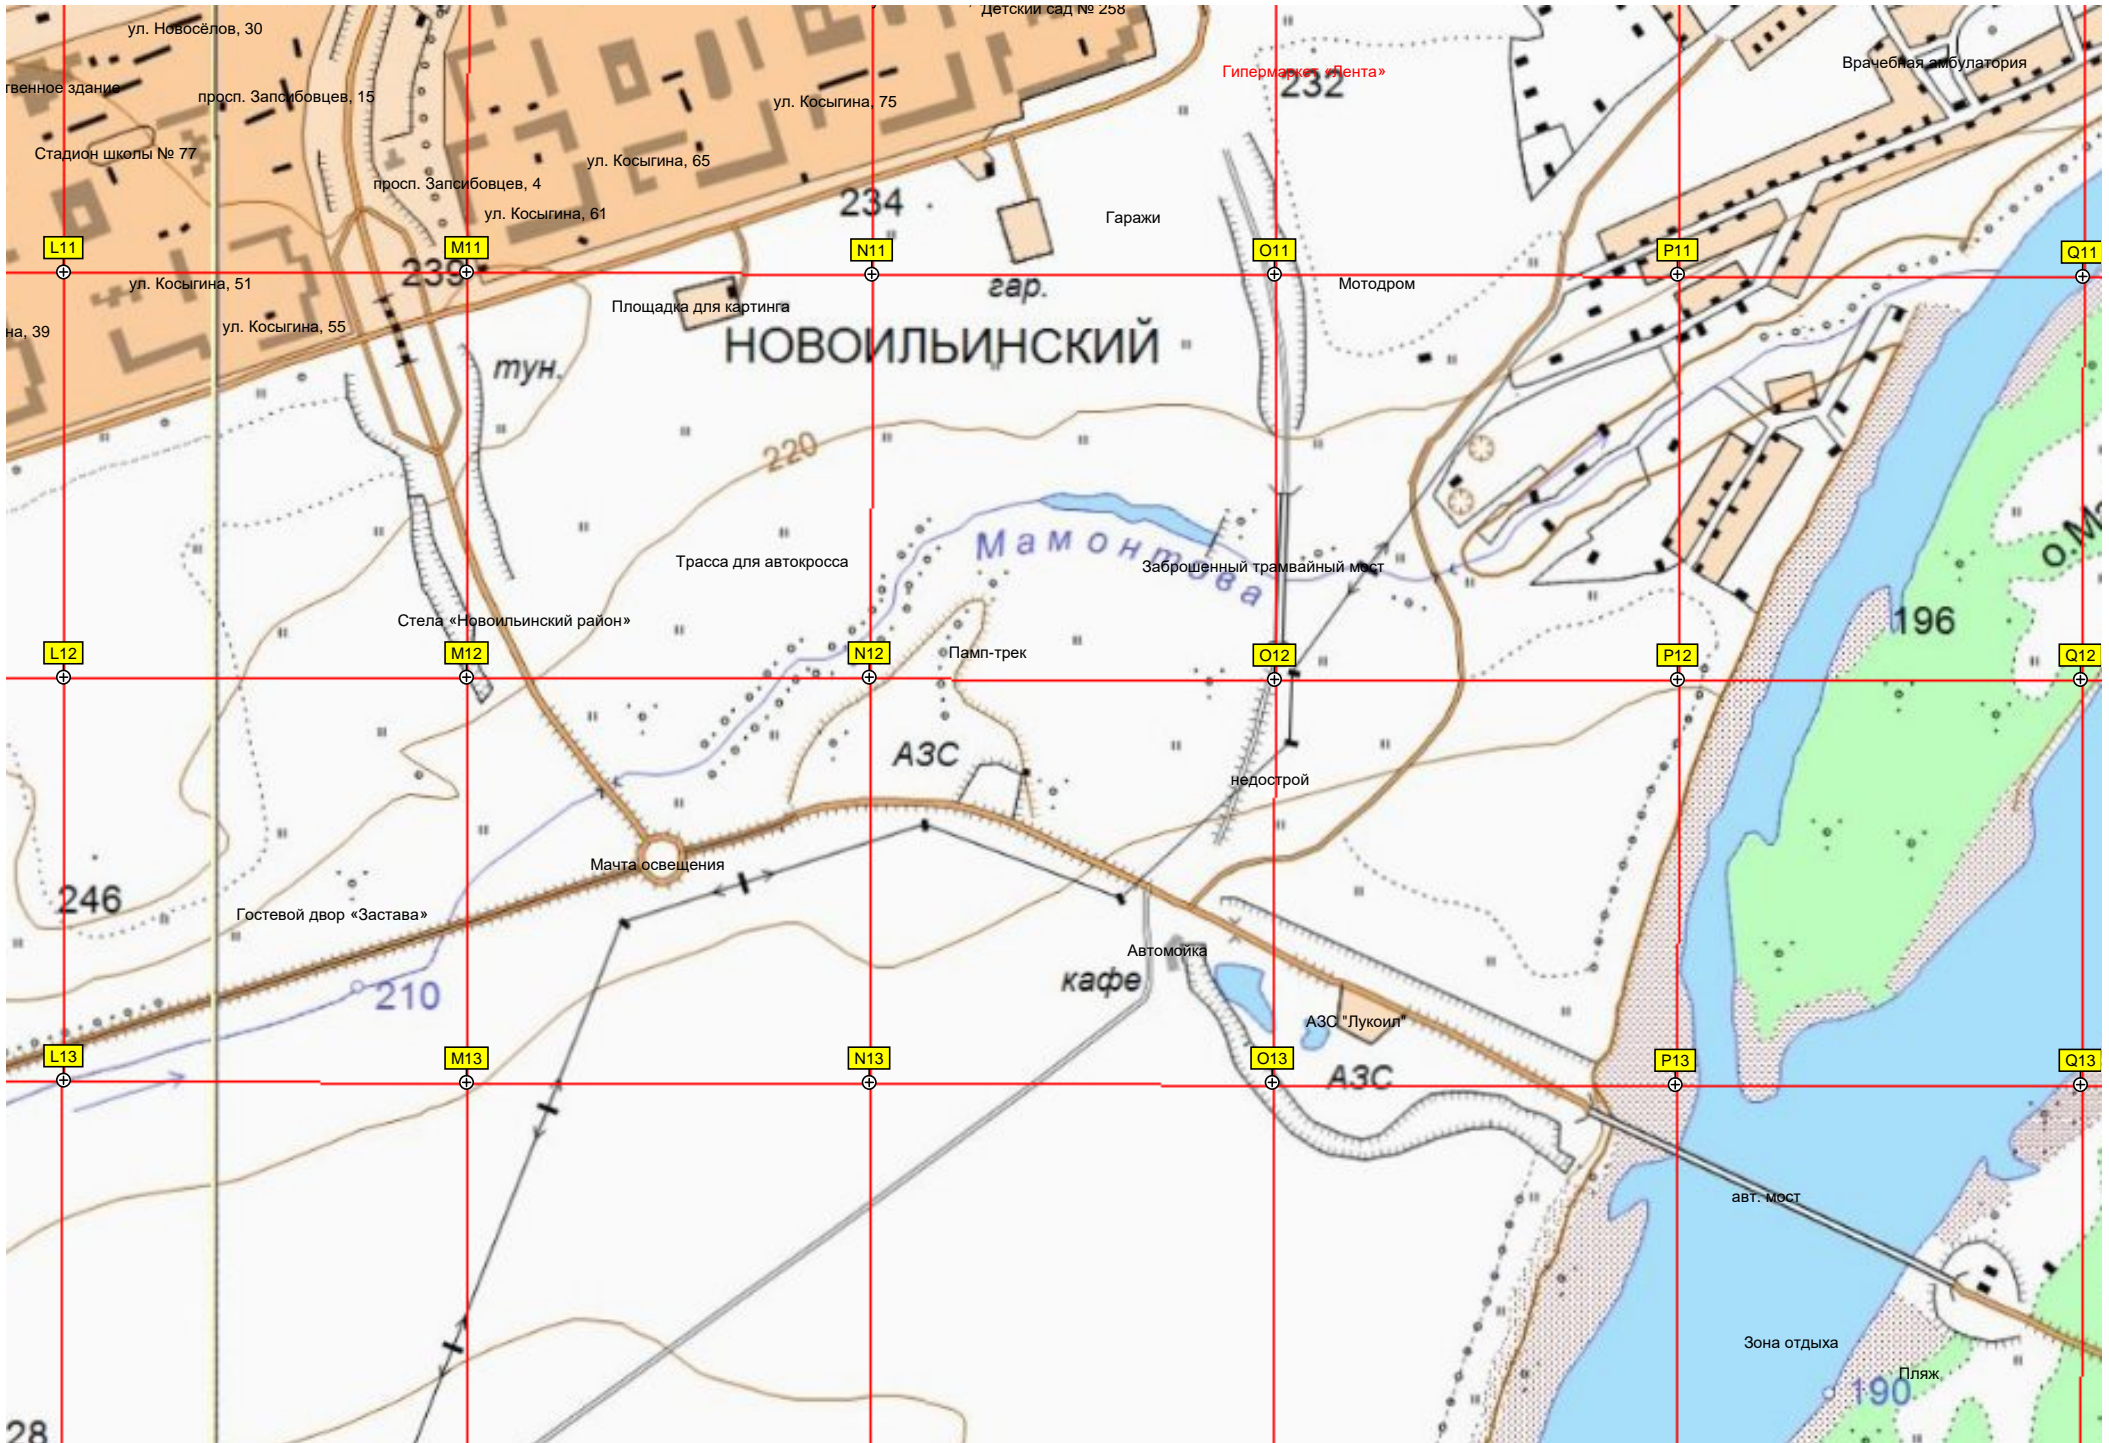 Детский сад № 258
ул. Новосёлов, 30
Гипермаркет «Лента»
232
Врачебная амбулатория
твенное здание
просп. Запсибовцев, 15
ул. Косыгина, 75
Стадион школы № 77
ул. Косыгина, 65
просп. Запсибовцев, 4
234
ул. Косыгина, 61
Гаражи
L11
M11
N11
O11
P11
Q11
239
ул. Косыгина, 51
гар.
Мотодром
Площадка для картинга
на, 39
ул. Косыгина, 55
НОВОИЛЬИНСКИЙ
тун.
220
Мамонтова
о.Ма
Трасса для автокросса
Заброшенный трамвайный мост
Стела «Новоильинский район»
196
L12
M12
N12
Памп-трек
O12
P12
Q12
АЗС
недострой
Мачта освещения
246
Гостевой двор «Застава»
Автомойка
кафе
210
АЗС "Лукоил"
L13
M13
N13
O13
АЗС
P13
Q13
авт. мост
Зона отдыха
Пляж
190
28